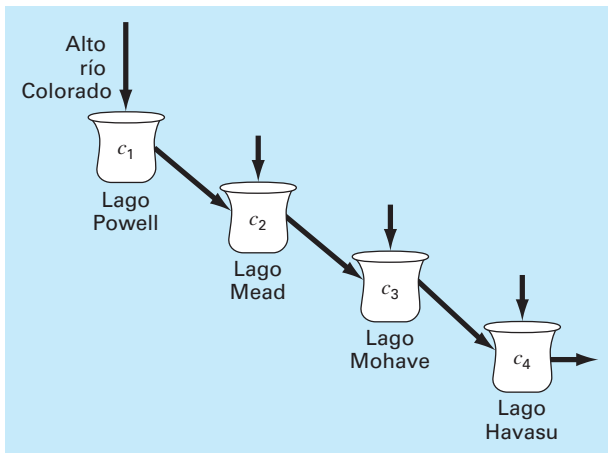 Alto
río
Colorado
c1
Lago
Powell
c2
Lago
Mead
c3
Lago
Mohave
c4
Lago
Havasu